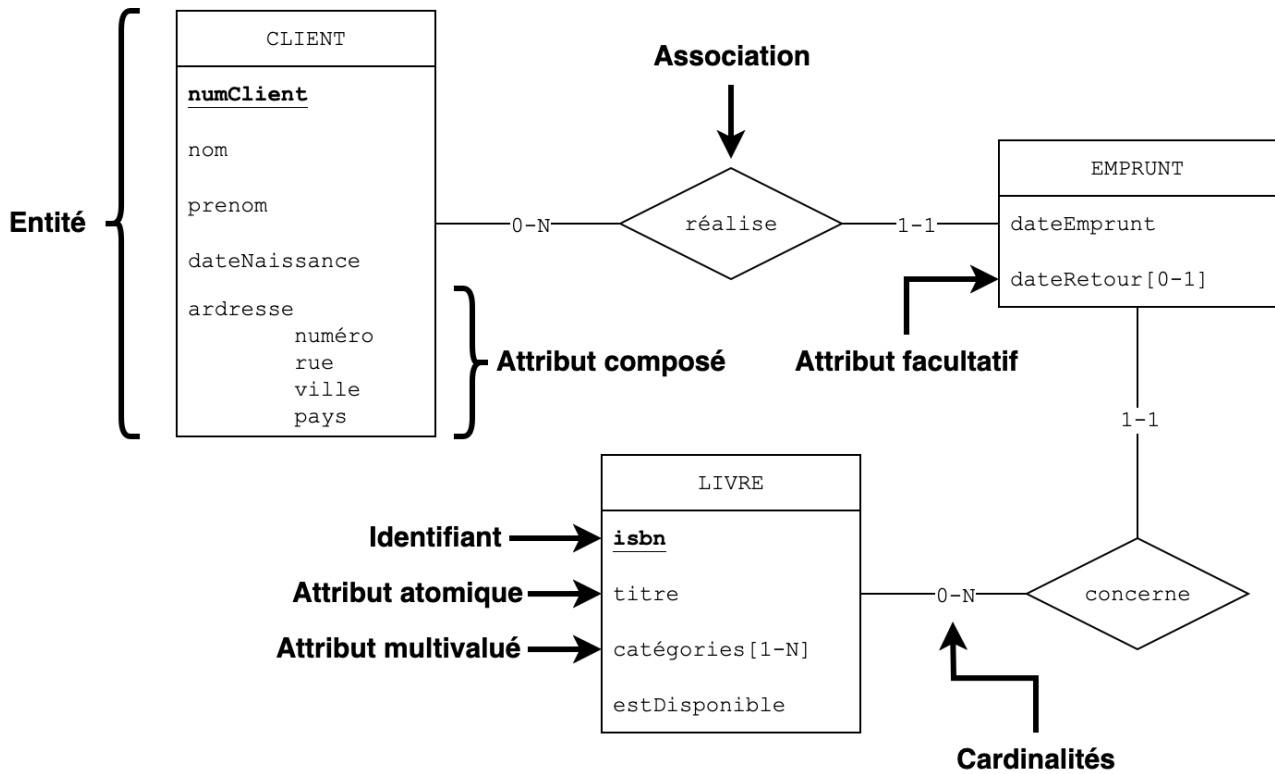 CLIENT
numClient
nom
prenom
dateNaissance
ardresse
numéro
rue
ville
pays
Entité
Attribut composé
0-N
Association
réalise
1-1
EMPRUNT
dateEmprunt
dateRetour[0-1]
Attribut facultatif
1-1
concerne
0-N
Cardinalités
LIVRE
isbn
titre
catégories[1-N]
estDisponible
Identifiant
Attribut atomique
Attribut multivalué